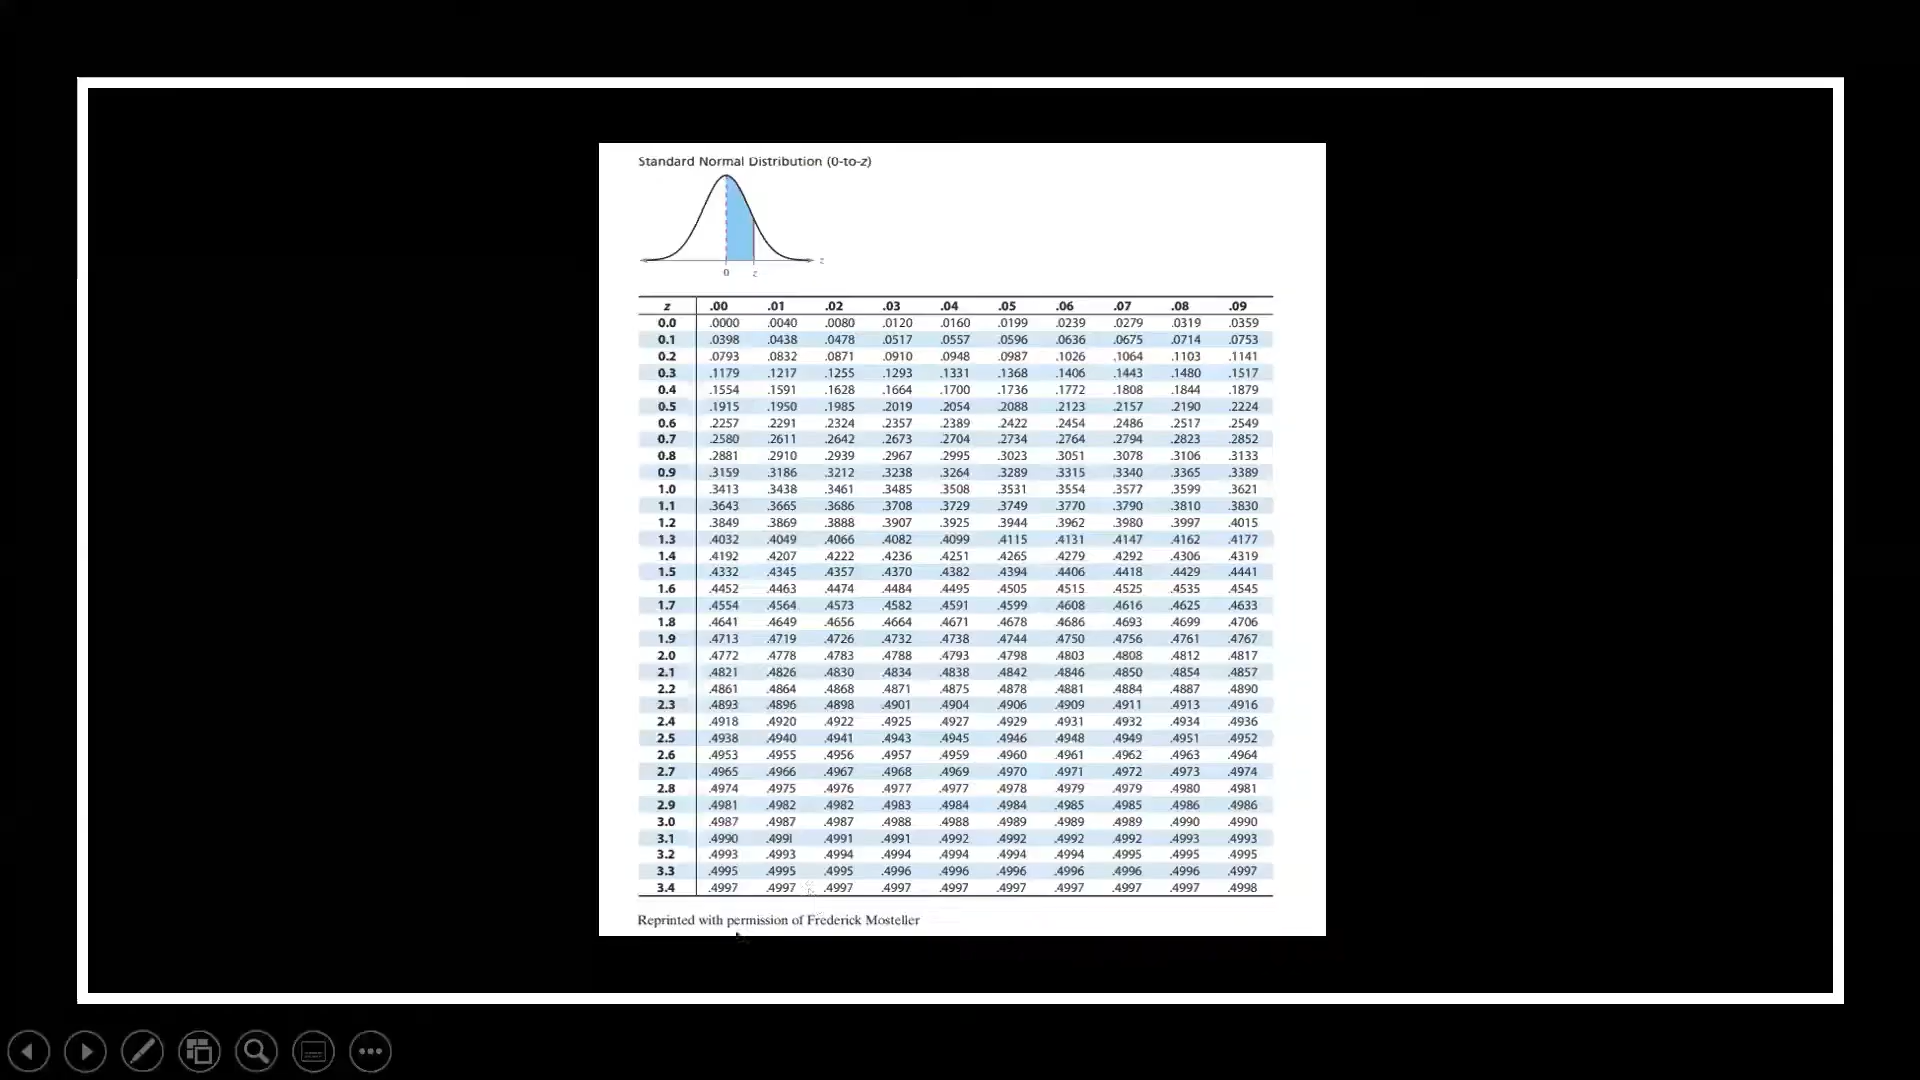 Standard Normal Distribution (0-to-z)
0 z z
z .00 .01 .02 .03 .04 .05 .06 .07 .08 .09
0.0 .0000 .0040 .0080 .0120 .0160 .0199 .0239 .0279 .0319 .0359
0.1 .0398 .0438 .0478 .0517 .0557 .0596 .0636 .0675 .0714 .0753
0.2 .0793 .0832 .0871 .0910 .0948 .0987 .1026 .1064 .1103 .1141
0.3 .1179 .1217 .1255 .1293 .1331 .1368 .1406 .1443 .1480 .1517
0.4 .1554 .1591 .1628 .1664 .1700 .1736 .1772 .1808 .1844 .1879
0.5 .1915 .1950 .1985 .2019 .2054 .2088 .2123 .2157 .2190 .2224
0.6 .2257 .2291 .2324 .2357 .2389 .2422 .2454 .2486 .2517 .2549
0.7 .2580 .2611 .2642 .2673 .2704 .2734 .2764 .2794 .2823 .2852
0.8 .2881 .2910 .2939 .2967 .2995 .3023 .3051 .3078 .3106 .3133
0.9 .3159 .3186 .3212 .3238 .3264 .3289 .3315 .3340 .3365 .3389
1.0 .3413 .3438 .3461 .3485 .3508 .3531 .3554 .3577 .3599 .3621
1.1 .3643 .3665 .3686 .3708 .3729 .3749 .3770 .3790 .3810 .3830
1.2 .3849 .3869 .3888 .3907 .3925 .3944 .3962 .3980 .3997 .4015
1.3 .4032 .4049 .4066 .4082 .4099 .4115 .4131 .4147 .4162 .4177
1.4 .4192 .4207 .4222 .4236 .4251 .4265 .4279 .4292 .4306 .4319
1.5 .4332 .4345 .4357 .4370 .4382 .4394 .4406 .4418 .4429 .4441
1.6 .4452 .4463 .4474 .4484 .4495 .4505 .4515 .4525 .4535 .4545
1.7 .4554 .4564 .4573 .4582 .4591 .4599 .4608 .4616 .4625 .4633
1.8 .4641 .4649 .4656 .4664 .4671 .4678 .4686 .4693 .4699 .4706
1.9 .4713 .4719 .4726 .4732 .4738 .4744 .4750 .4756 .4761 .4767
2.0 .4772 .4778 .4783 .4788 .4793 .4798 .4803 .4808 .4812 .4817
2.1 .4821 .4826 .4830 .4834 .4838 .4842 .4846 .4850 .4854 .4857
2.2 .4861 .4864 .4868 .4871 .4875 .4878 .4881 .4884 .4887 .4890
2.3 .4893 .4896 .4898 .4901 .4904 .4906 .4909 .4911 .4913 .4916
2.4 .4918 .4920 .4922 .4925 .4927 .4929 .4931 .4932 .4934 .4936
2.5 .4938 .4940 .4941 .4943 .4945 .4946 .4948 .4949 .4951 .4952
2.6 .4953 .4955 .4956 .4957 .4959 .4960 .4961 .4962 .4963 .4964
2.7 .4965 .4966 .4967 .4968 .4969 .4970 .4971 .4972 .4973 .4974
2.8 .4974 .4975 .4976 .4977 .4977 .4978 .4979 .4979 .4980 .4981
2.9 .4981 .4982 .4982 .4983 .4984 .4984 .4985 .4985 .4986 .4986
3.0 .4987 .4987 .4987 .4988 .4988 .4989 .4989 .4989 .4990 .4990
3.1 .4990 .4991 .4991 .4991 .4992 .4992 .4992 .4992 .4993 .4993
3.2 .4993 .4993 .4994 .4994 .4994 .4994 .4994 .4995 .4995 .4995
3.3 .4995 .4995 .4995 .4996 .4996 .4996 .4996 .4996 .4996 .4997
3.4 .4997 .4997 .4997 .4997 .4997 .4997 .4997 .4997 .4997 .4998
Reprinted with permission of Frederick Mosteller